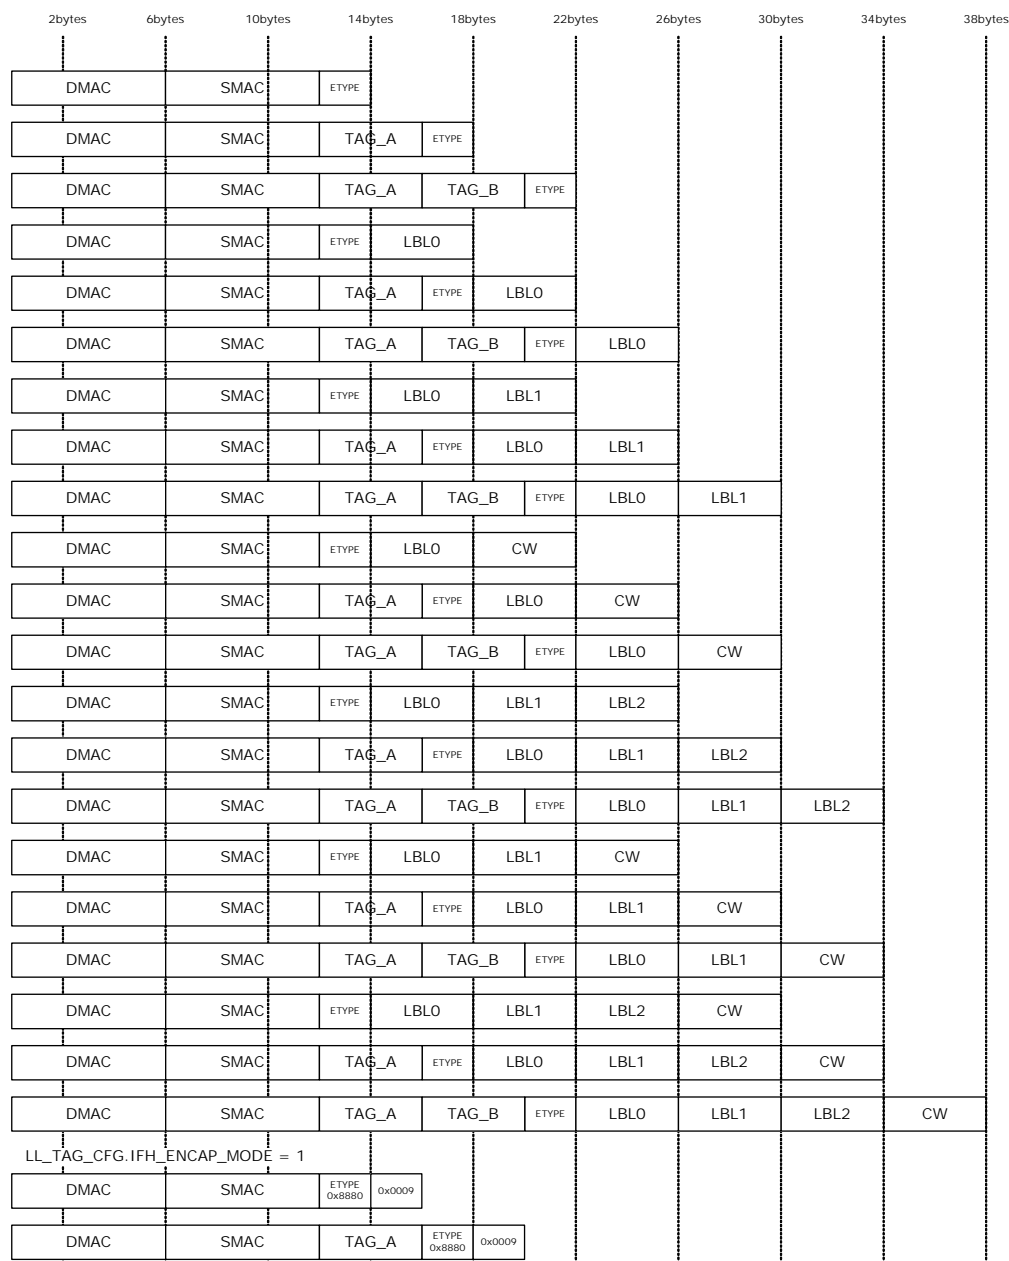 2bytes 6bytes 10bytes 14bytes 18bytes 22bytes 26bytes 30bytes 34bytes 38bytes
DMAC SMAC ETYPE
DMAC SMAC TAG_A ETYPE
DMAC SMAC TAG_A TAG_B ETYPE
DMAC SMAC ETYPE LBL0
DMAC SMAC TAG_A ETYPE LBL0
DMAC SMAC TAG_A TAG_B ETYPE LBL0
DMAC SMAC ETYPE LBL0 LBL1
DMAC SMAC TAG_A ETYPE LBL0 LBL1
DMAC SMAC TAG_A TAG_B ETYPE LBL0 LBL1
DMAC SMAC ETYPE LBL0 CW
DMAC SMAC TAG_A ETYPE LBL0 CW
DMAC SMAC TAG_A TAG_B ETYPE LBL0 CW
DMAC SMAC ETYPE LBL0 LBL1 LBL2
DMAC SMAC TAG_A ETYPE LBL0 LBL1 LBL2
DMAC SMAC TAG_A TAG_B ETYPE LBL0 LBL1 LBL2
DMAC SMAC ETYPE LBL0 LBL1 CW
DMAC SMAC TAG_A ETYPE LBL0 LBL1 CW
DMAC SMAC TAG_A TAG_B ETYPE LBL0 LBL1 CW
DMAC SMAC ETYPE LBL0 LBL1 LBL2 CW
DMAC SMAC TAG_A ETYPE LBL0 LBL1 LBL2 CW
DMAC SMAC TAG_A TAG_B ETYPE LBL0 LBL1 LBL2 CW
LL_TAG_CFG.IFH_ENCAP_MODE = 1
DMAC SMAC ETYPE 0x8880 0x0009
DMAC SMAC TAG_A ETYPE 0x8880 0x0009